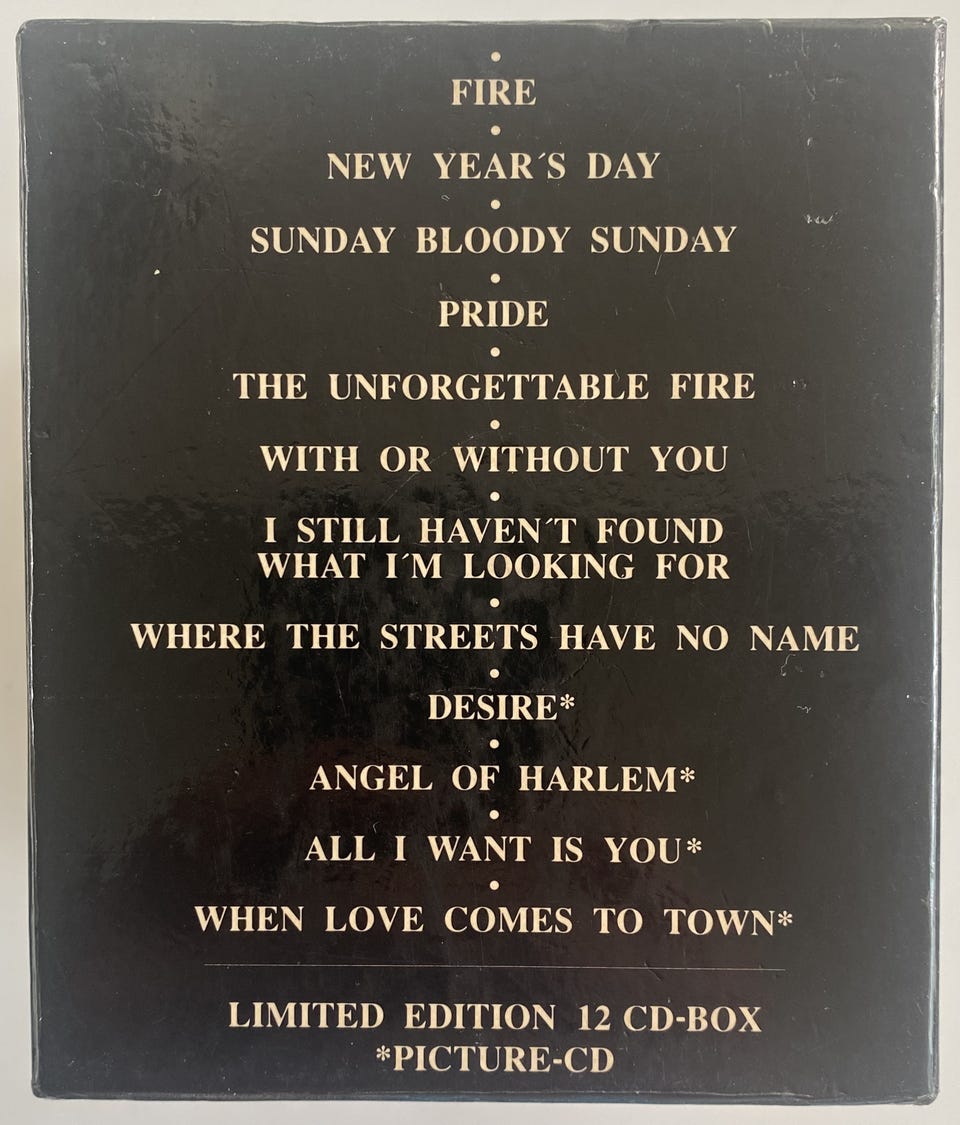 •
FIRE
•
NEW YEAR´S DAY
•
SUNDAY BLOODY SUNDAY
•
PRIDE
•
THE UNFORGETTABLE FIRE
•
WITH OR WITHOUT YOU
•
I STILL HAVEN´T FOUND
WHAT I´M LOOKING FOR
•
WHERE THE STREETS HAVE NO NAME
•
DESIRE*
•
ANGEL OF HARLEM*
•
ALL I WANT IS YOU*
•
WHEN LOVE COMES TO TOWN*
LIMITED EDITION 12 CD-BOX
*PICTURE-CD